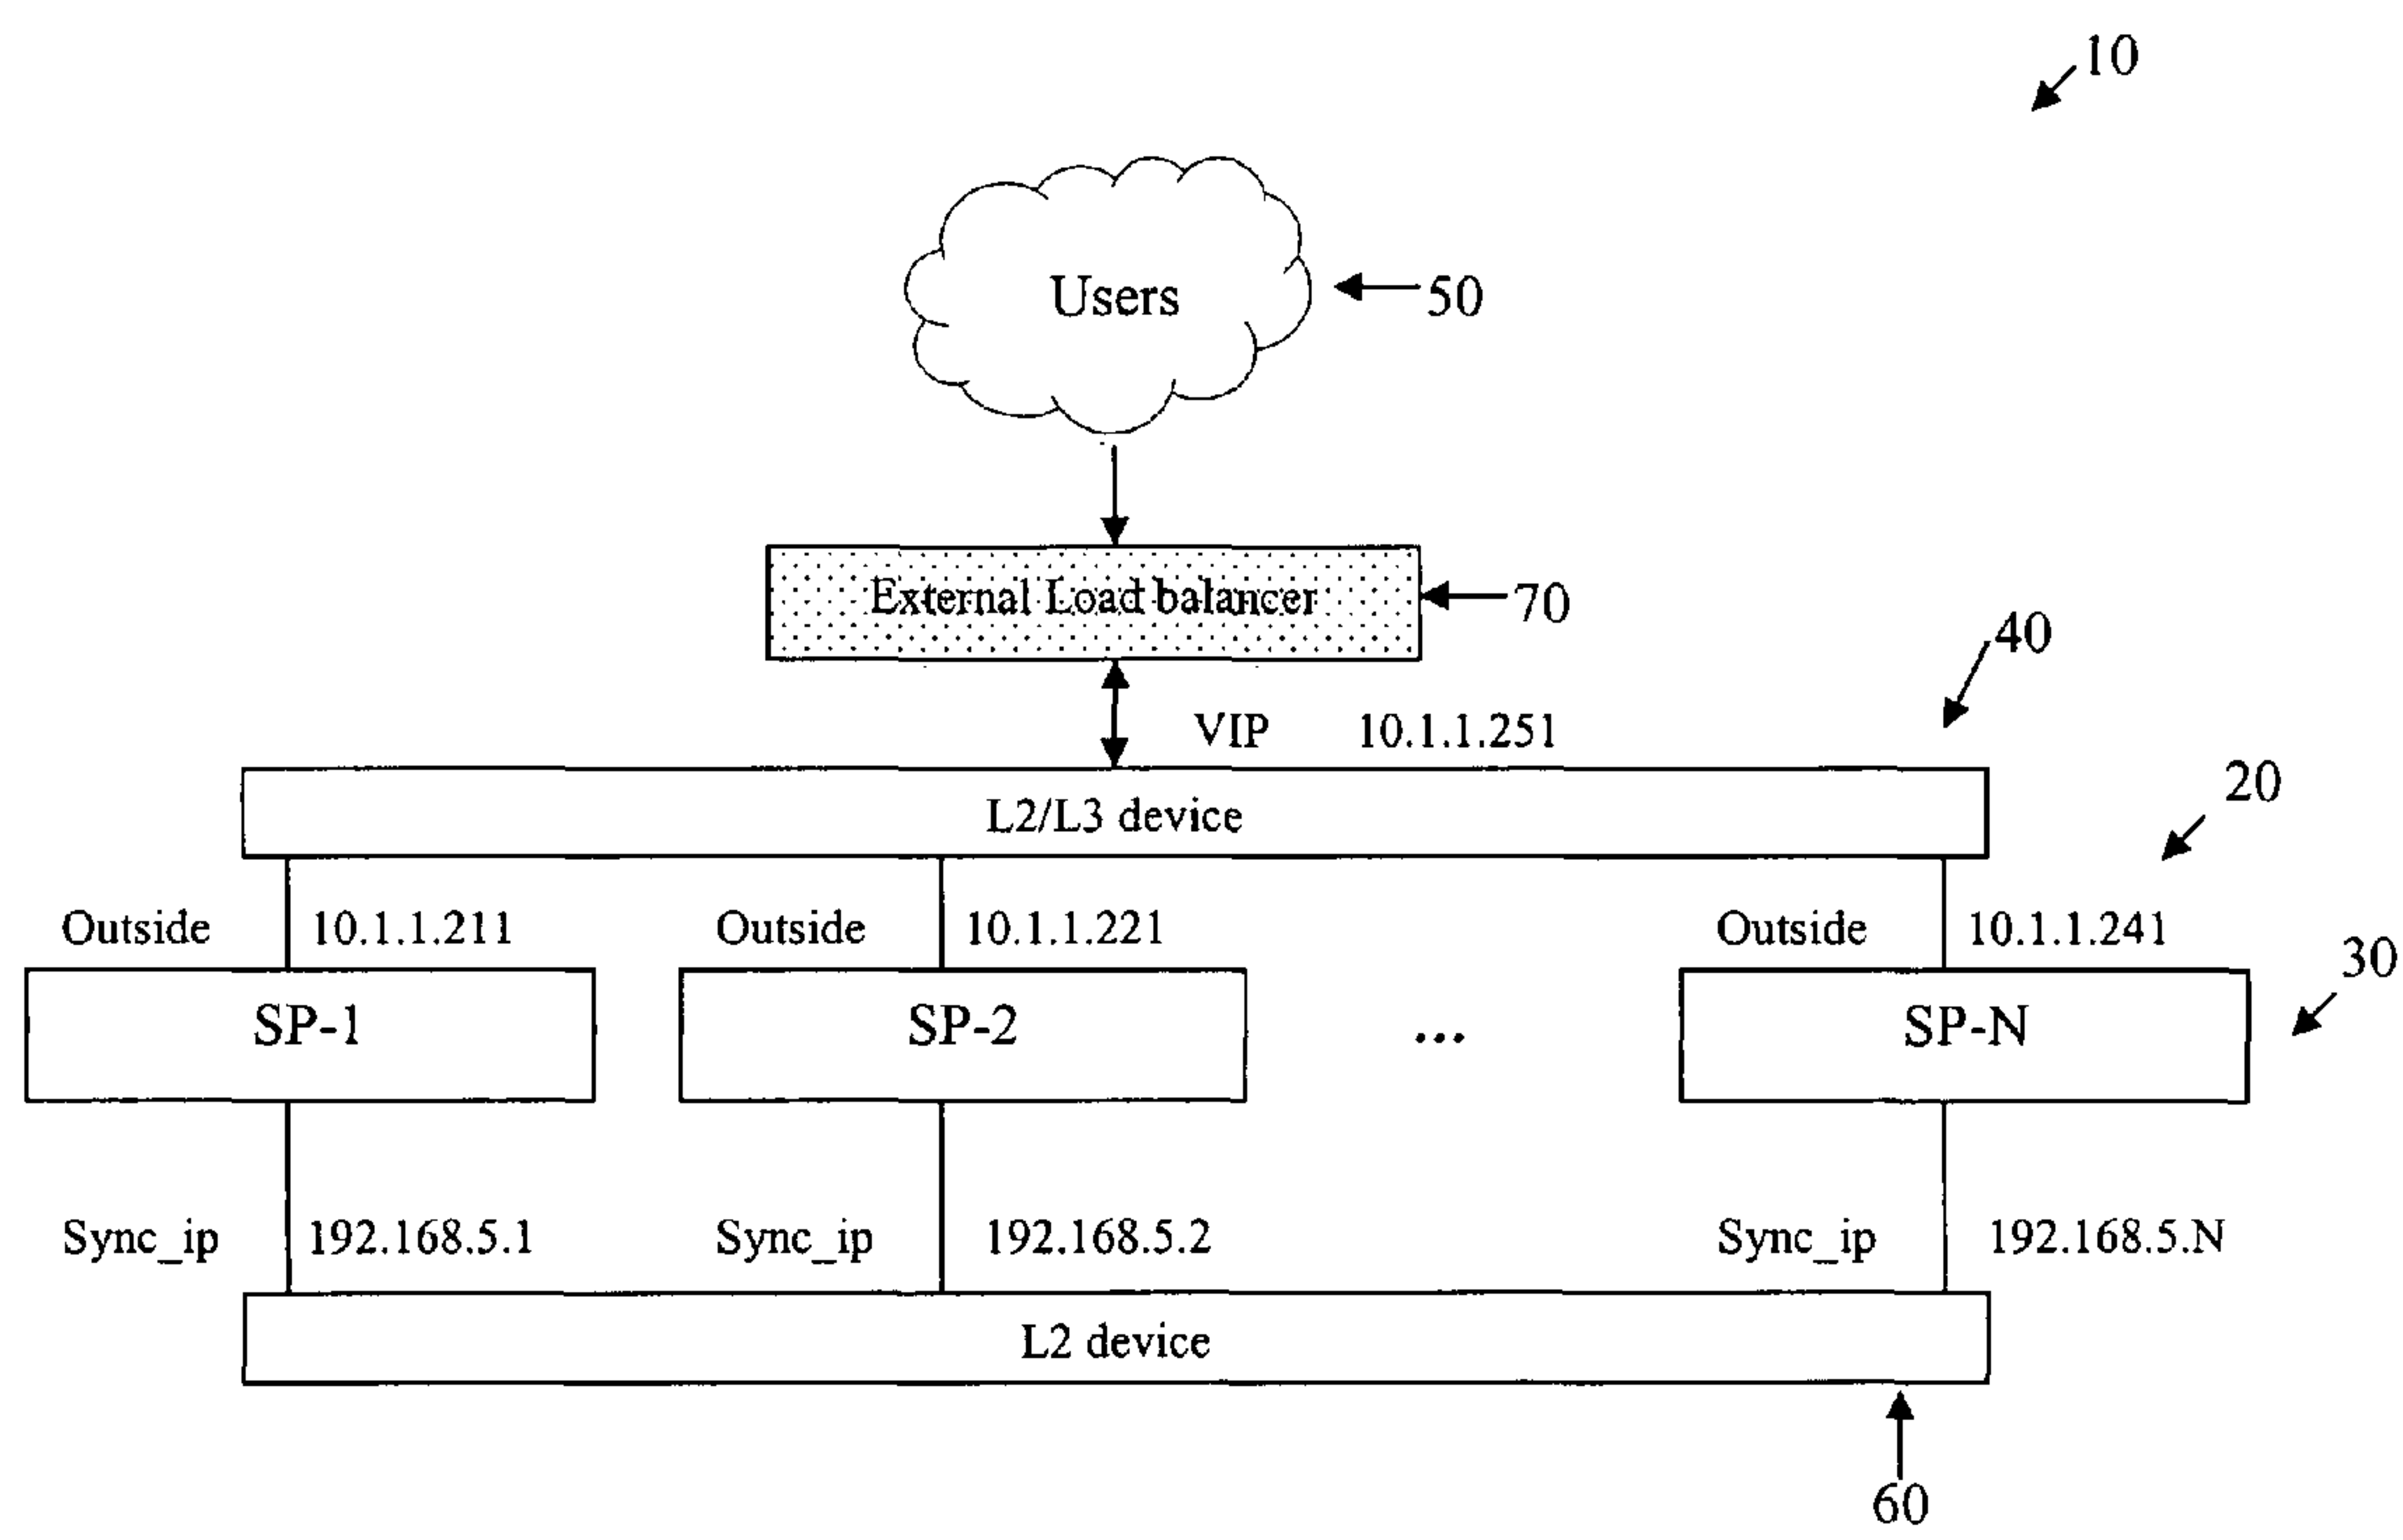 10
Users
50
External Load balancer
70
40
VIP 10.1.1.251
20
L2/L3 device
Outside 10.1.1.211 Outside 10.1.1.221 Outside 10.1.1.241
30
SP-1 SP-2 ... SP-N
Sync_ip 192.168.5.1 Sync_ip 192.168.5.2 Sync_ip 192.168.5.N
L2 device
60